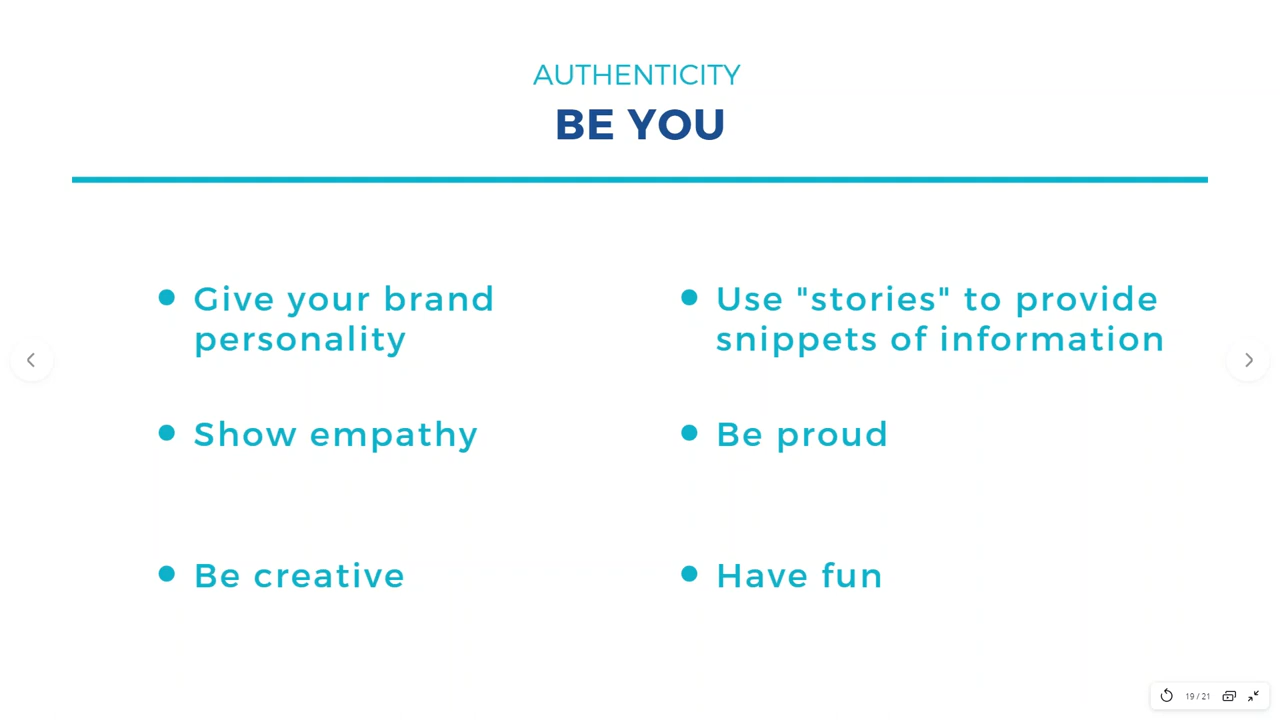 AUTHENTICITY
BE YOU
Give your brand
personality
Show empathy
Be creative
Use "stories" to provide
snippets of information
Be proud
Have fun
19 / 21